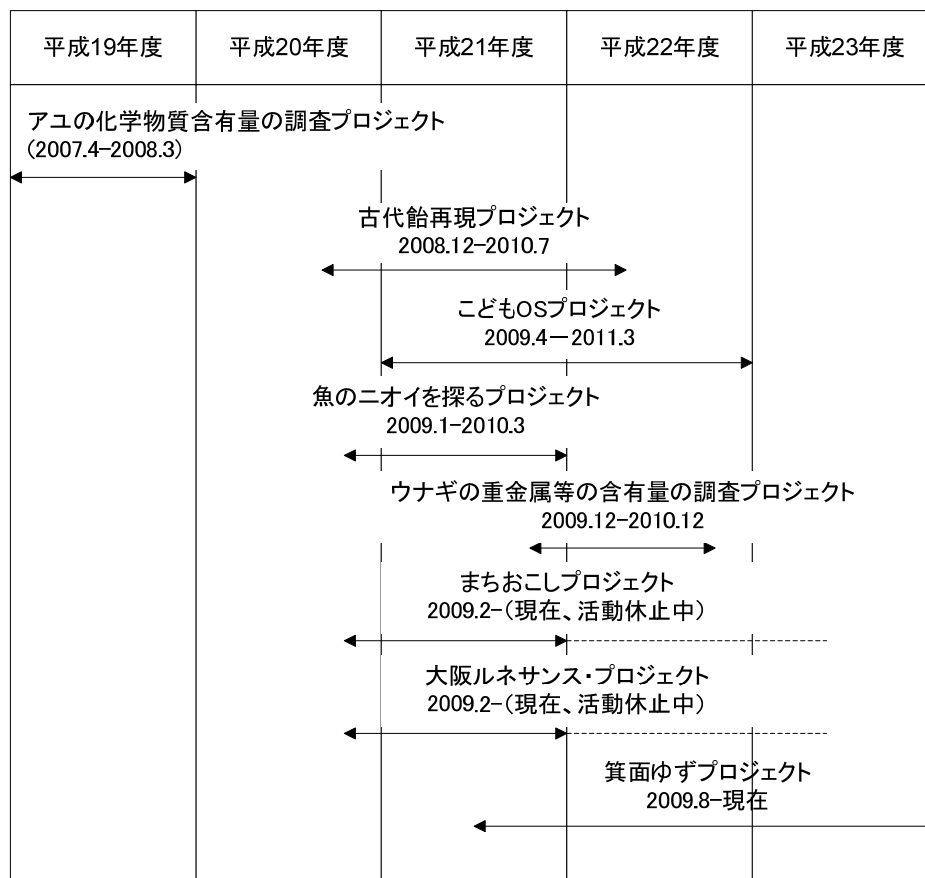 平成19年度 平成20年度 平成21年度 平成22年度 平成23年度
アユの化学物質含有量の調査プロジェクト
(2007.4−2008.3)
古代飴再現プロジェクト
2008.12−2010.7
こどもOSプロジェクト
2009.4－2011.3
魚のニオイを探るプロジェクト
2009.1−2010.3
ウナギの重金属等の含有量の調査プロジェクト
2009.12−2010.12
まちおこしプロジェクト
2009.2-（現在、活動休止中）
大阪ルネサンス・プロジェクト
2009.2-（現在、活動休止中）
箕面ゆずプロジェクト
2009.8-現在